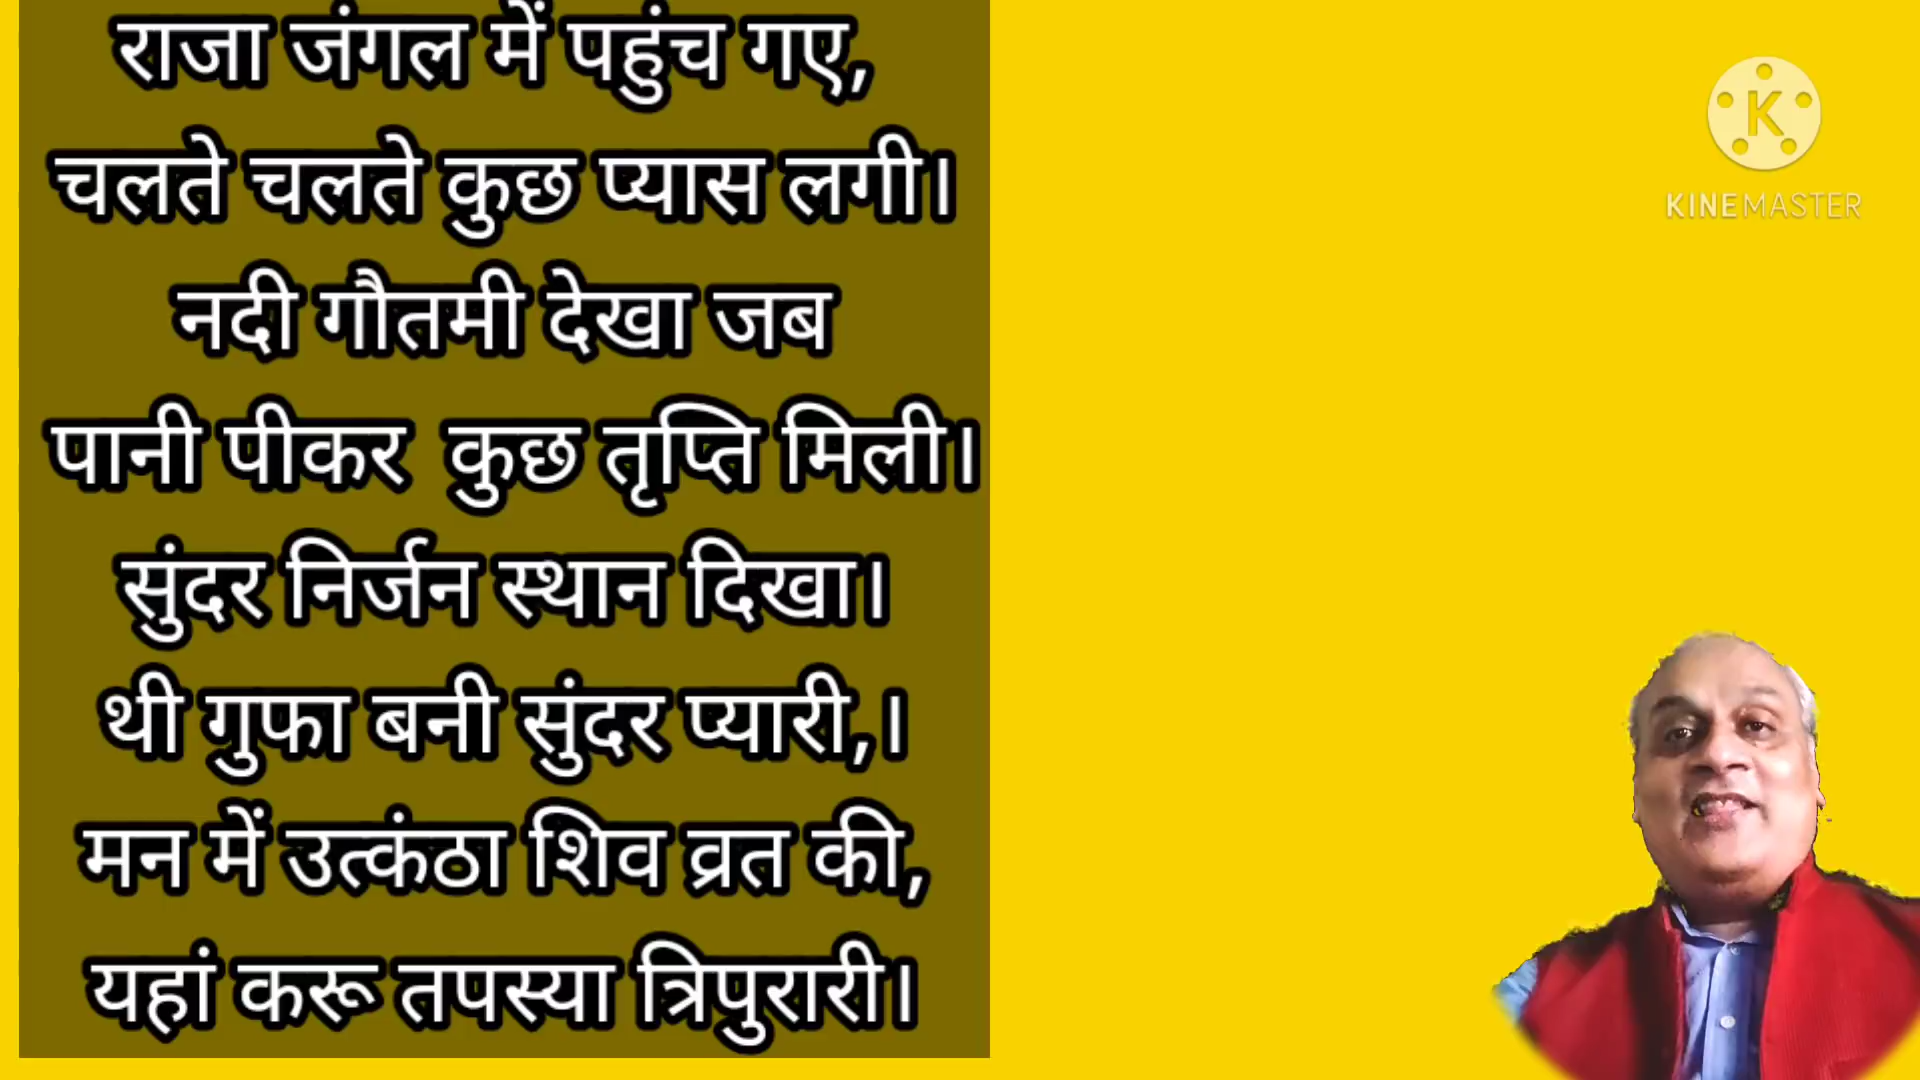 राजा जंगल में पहुंच गए,
चलते चलते कुछ प्यास लगी।
नदी गौतमी देखा जब
पानी पीकर कुछ तृप्ति मिली।
सुंदर निर्जन स्थान दिखा।
थी गुफा बनी सुंदर प्यारी,।
मन में उत्कंठा शिव व्रत की,
यहां करू तपस्या त्रिपुरारी।
K
KINEMASTER